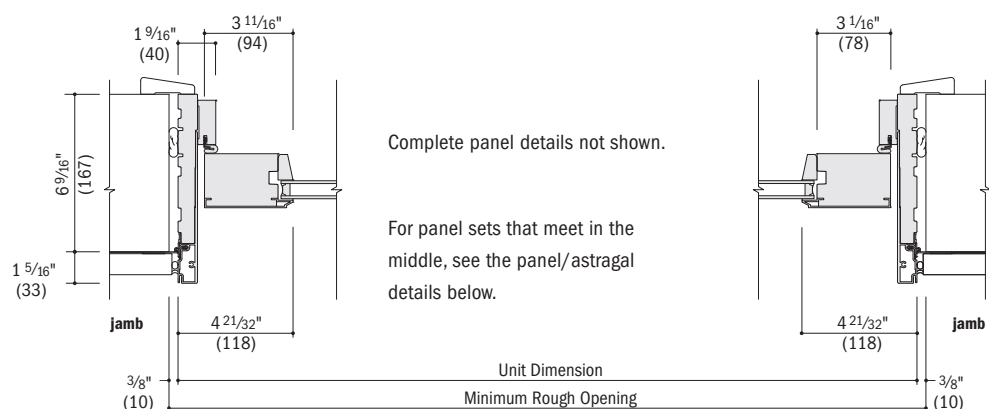 3 11/16"
(94)
1 9/16"
(40)
3 1/16"
(78)
Complete panel details not shown.
6 9/16"
(167)
For panel sets that meet in the
middle, see the panel/astragal
details below.
1 5/16"
(33)
jamb
4 21/32"
(118)
4 21/32"
(118)
jamb
Unit Dimension
3/8"
(10)
Minimum Rough Opening
3/8"
(10)